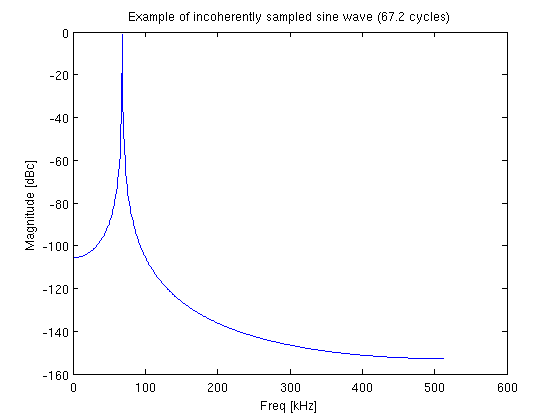 Example of incoherently sampled sine wave (67.2 cycles)
0
-20
-40
-60
-80
-100
-120
-140
-160
Magnitude [dBc]
0 100 200 300 400 500 600
Freq [kHz]